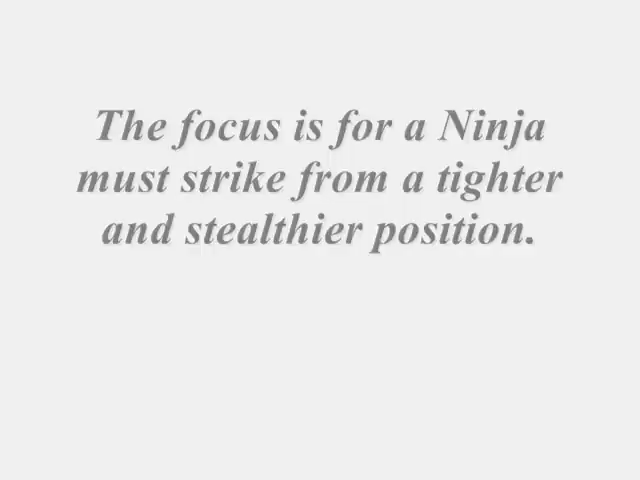 The focus is for a Ninja
must strike from a tighter
and stealthier position.